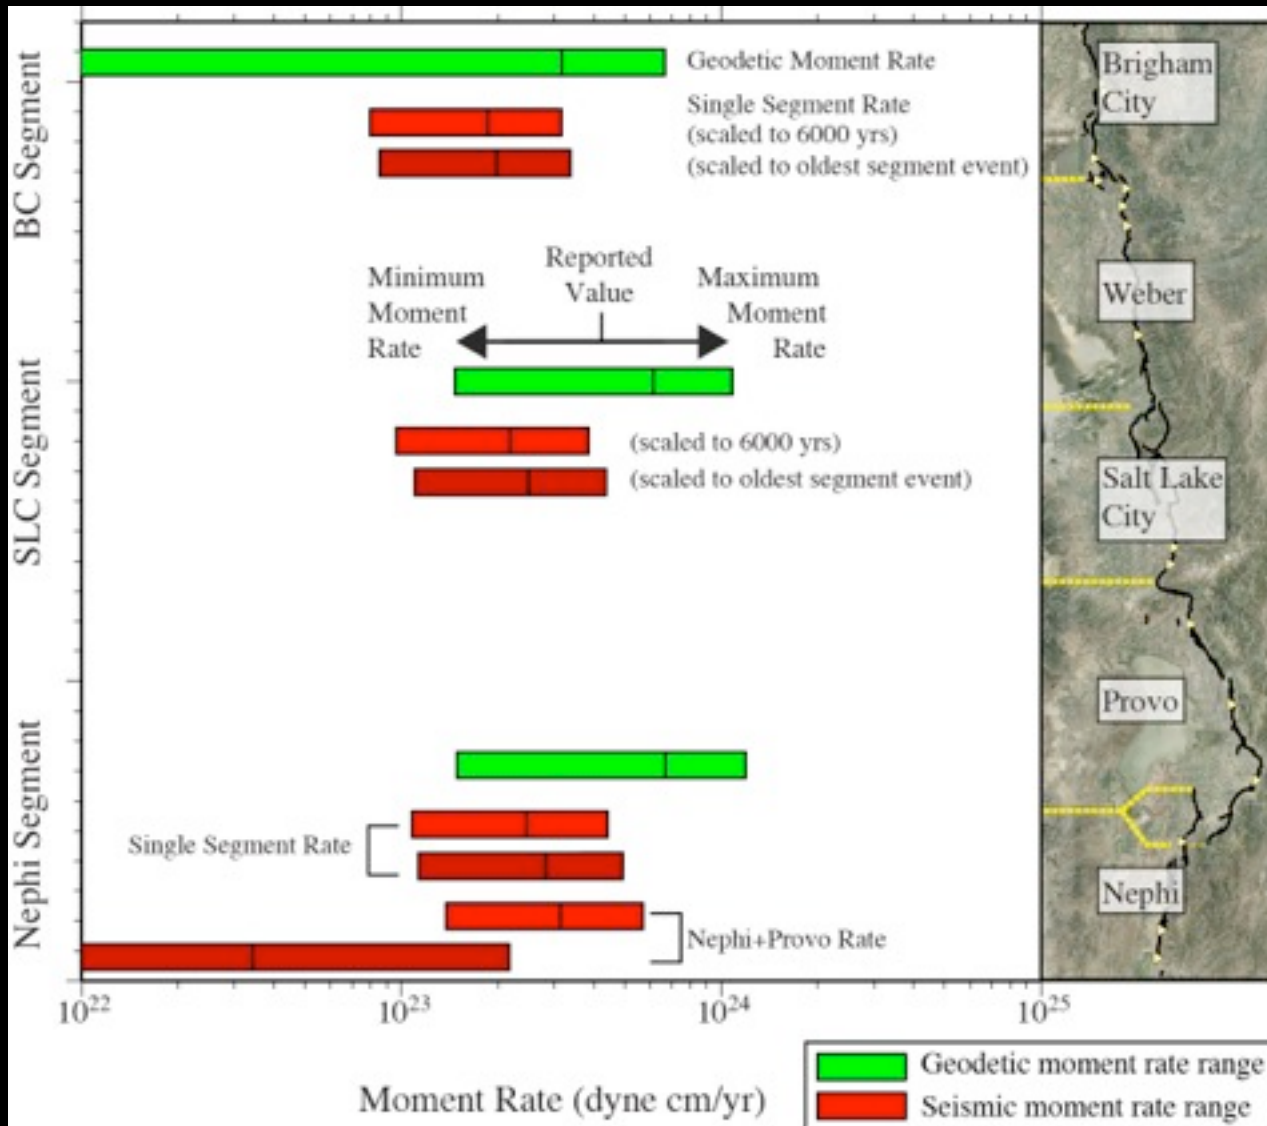 BC Segment
SLC Segment
Nephi Segment
Geodetic Moment Rate
Single Segment Rate
(scaled to 6000 yrs)
(scaled to oldest segment event)
Minimum
Moment
Rate
Reported
Value
Maximum
Moment
Rate
(scaled to 6000 yrs)
(scaled to oldest segment event)
Single Segment Rate
Nephi+Provo Rate
10²²
10²³
10²⁴
10²⁵
Moment Rate (dyne cm/yr)
Brigham
City
Weber
Salt Lake
City
Provo
Nephi
Geodetic moment rate range
Seismic moment rate range